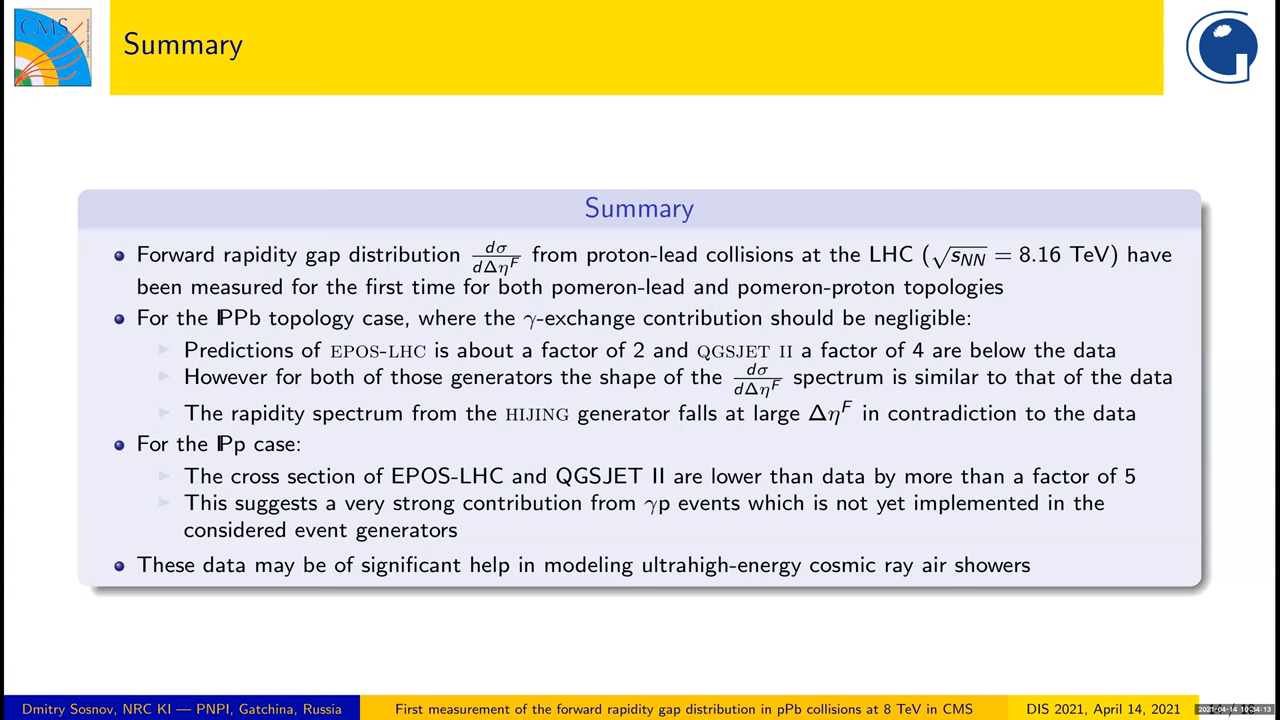 CMS
Summary
Summary
Forward rapidity gap distribution dσ/dΔη^F from proton-lead collisions at the LHC (√s_NN = 8.16 TeV) have
been measured for the first time for both pomeron-lead and pomeron-proton topologies
For the ℙPb topology case, where the γ-exchange contribution should be negligible:
Predictions of EPOS-LHC is about a factor of 2 and QGSJET II a factor of 4 are below the data
However for both of those generators the shape of the dσ/dΔη^F spectrum is similar to that of the data
The rapidity spectrum from the HIJING generator falls at large Δη^F in contradiction to the data
For the ℙp case:
The cross section of EPOS-LHC and QGSJET II are lower than data by more than a factor of 5
This suggests a very strong contribution from γp events which is not yet implemented in the
considered event generators
These data may be of significant help in modeling ultrahigh-energy cosmic ray air showers
Dmitry Sosnov, NRC KI — PNPI, Gatchina, Russia
First measurement of the forward rapidity gap distribution in pPb collisions at 8 TeV in CMS
DIS 2021, April 14, 2021
2021-04-14 10:34:13